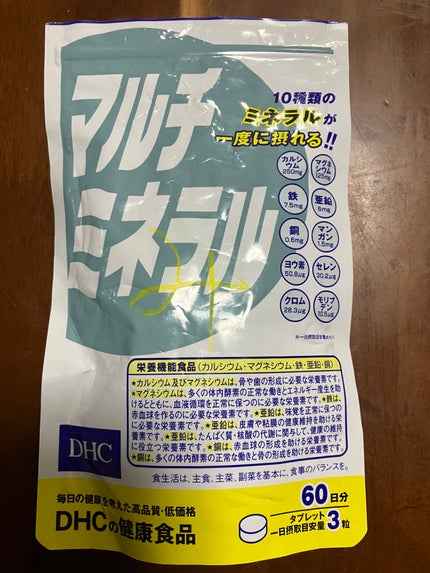 マルチ
ミネラル
10種類の
ミネラルが
一度に摂れる!!
カルシウム
250mg
マグネシウム
125mg
鉄
7.5mg
亜鉛
6mg
銅
0.6mg
マンガン
1.5mg
ヨウ素
50.8μg
セレン
30.2μg
クロム
28.3μg
モリブデン
10.5μg
※一日摂取目安量あたり
栄養機能食品(カルシウム・マグネシウム・鉄・亜鉛・銅)
★カルシウム及びマグネシウムは、骨や歯の形成に必要な栄養素です。
★マグネシウムは、多くの体内酵素の正常な働きとエネルギー産生を助
けるとともに、血液循環を正常に保つのに必要な栄養素です。★鉄は、
赤血球を作るのに必要な栄養素です。★亜鉛は、味覚を正常に保つの
に必要な栄養素です。★亜鉛は、皮膚や粘膜の健康維持を助ける栄
養素です。★亜鉛は、たんぱく質・核酸の代謝に関与して、健康の維持
に役立つ栄養素です。★銅は、赤血球の形成を助ける栄養素です。
★銅は、多くの体内酵素の正常な働きと骨の形成を助ける栄養素です。
DHC
食生活は、主食、主菜、副菜を基本に、食事のバランスを。
毎日の健康を考えた高品質・低価格
DHCの健康食品
60日分
タブレット
一日摂取目安量3粒